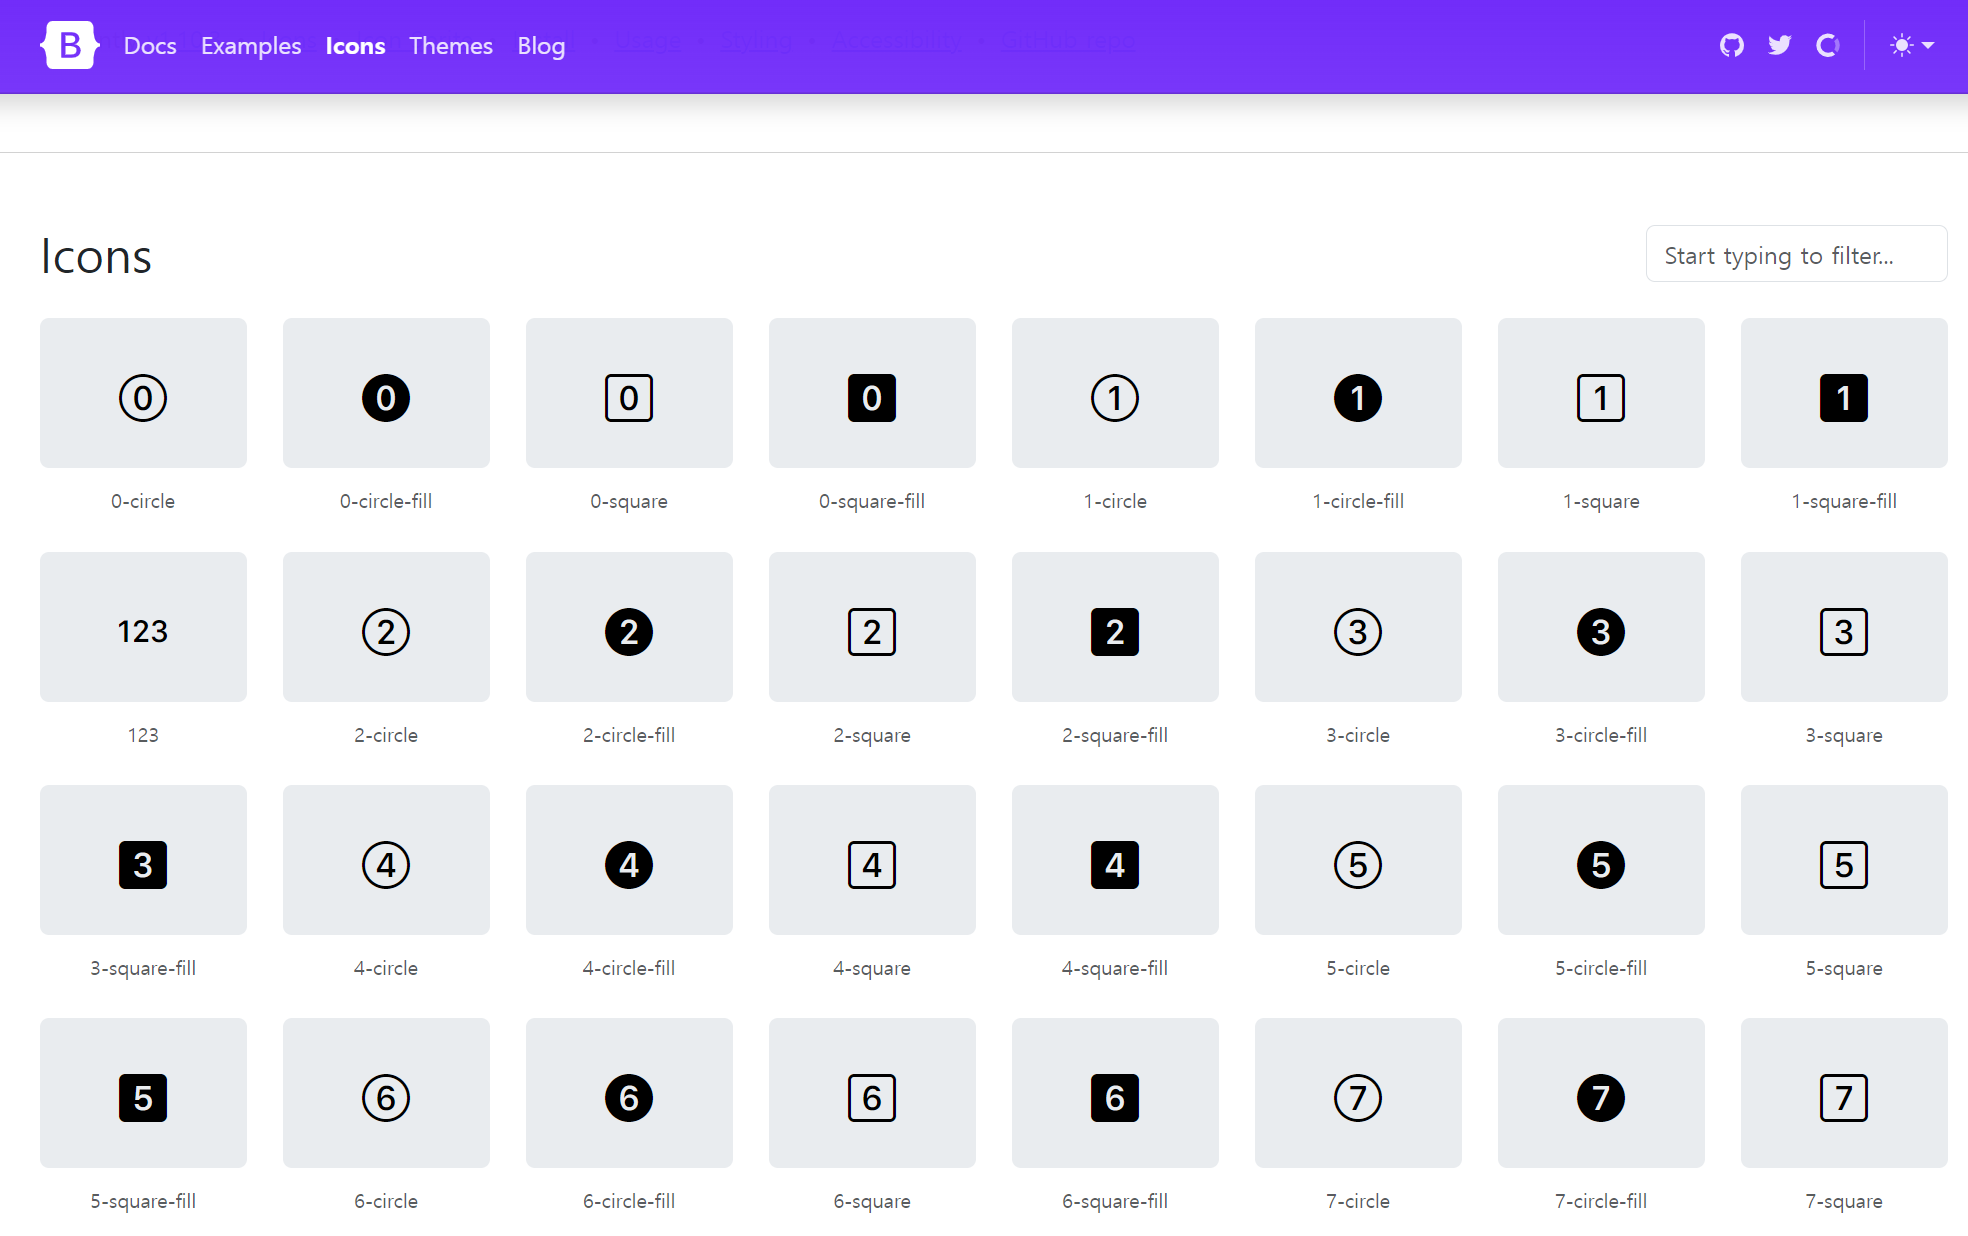 B Docs Examples Icons Themes Blog
Usage • Styling • Accessibility • GitHub repo
Icons
Start typing to filter...
0 0 0 0 1 1 1 1
0-circle 0-circle-fill 0-square 0-square-fill 1-circle 1-circle-fill 1-square 1-square-fill
123 2 2 2 2 3 3 3
123 2-circle 2-circle-fill 2-square 2-square-fill 3-circle 3-circle-fill 3-square
3 4 4 4 4 5 5 5
3-square-fill 4-circle 4-circle-fill 4-square 4-square-fill 5-circle 5-circle-fill 5-square
5 6 6 6 6 7 7 7
5-square-fill 6-circle 6-circle-fill 6-square 6-square-fill 7-circle 7-circle-fill 7-square